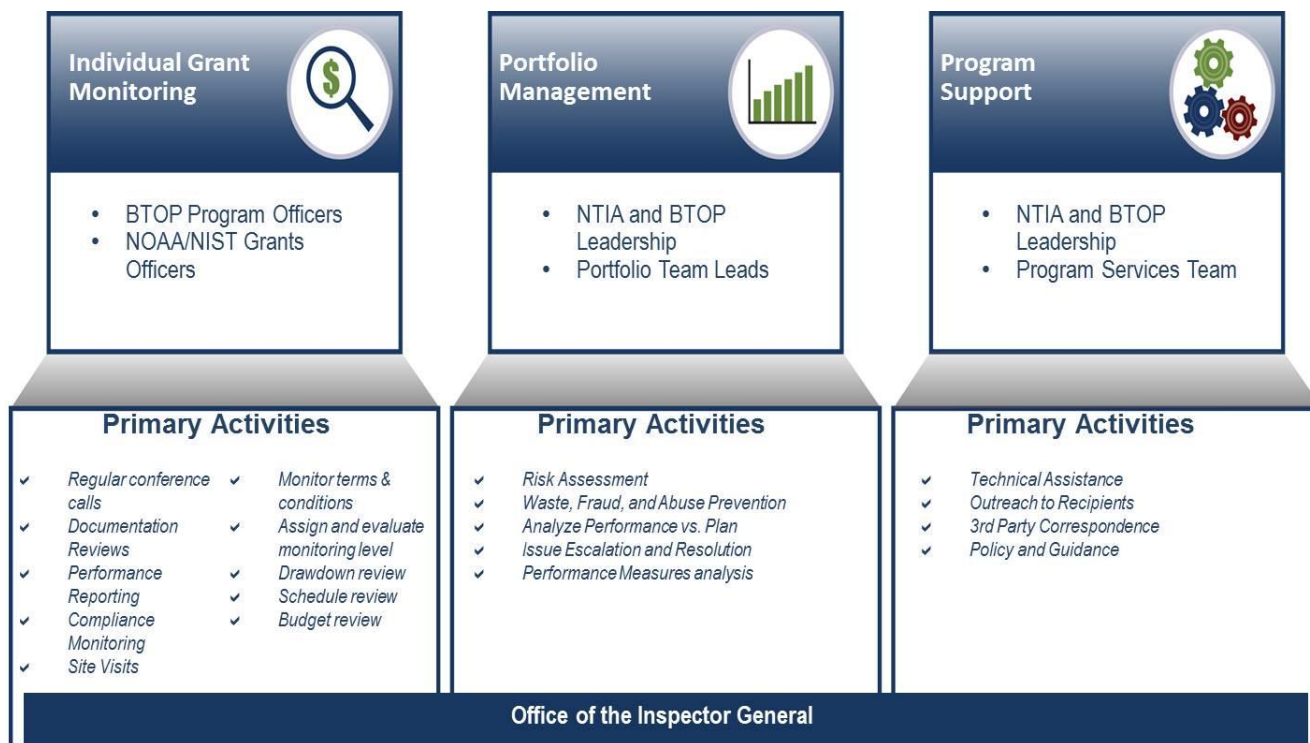 Individual Grant
Monitoring
$
BTOP Program Officers
NOAA/NIST Grants
Officers
Primary Activities
Regular conference
calls
Documentation
Reviews
Performance
Reporting
Compliance
Monitoring
Site Visits
Monitor terms &
conditions
Assign and evaluate
monitoring level
Drawdown review
Schedule review
Budget review
Portfolio
Management
NTIA and BTOP
Leadership
Portfolio Team Leads
Primary Activities
Risk Assessment
Waste, Fraud, and Abuse Prevention
Analyze Performance vs. Plan
Issue Escalation and Resolution
Performance Measures analysis
Program
Support
NTIA and BTOP
Leadership
Program Services Team
Primary Activities
Technical Assistance
Outreach to Recipients
3rd Party Correspondence
Policy and Guidance
Office of the Inspector General